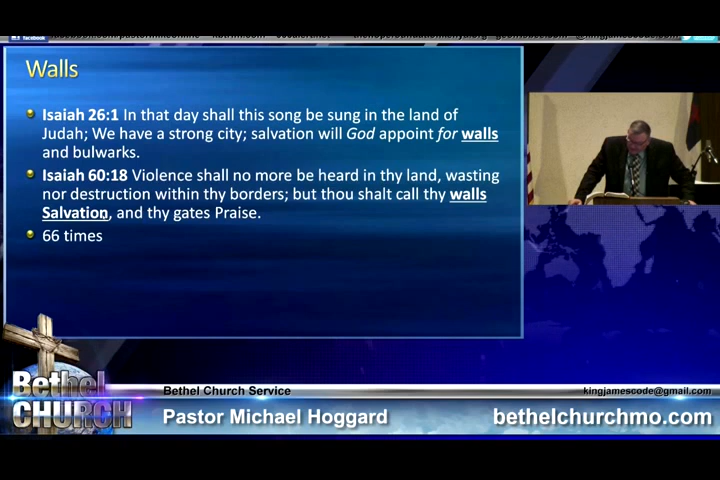 Facebook
Walls
Isaiah 26:1 In that day shall this song be sung in the land of
Judah; We have a strong city; salvation will God appoint for walls
and bulwarks.
Isaiah 60:18 Violence shall no more be heard in thy land, wasting
nor destruction within thy borders; but thou shalt call thy walls
Salvation, and thy gates Praise.
66 times
Bethel
CHURCH
Bethel Church Service
kingjamescode@gmail.com
Pastor Michael Hoggard
bethelchurchmo.com